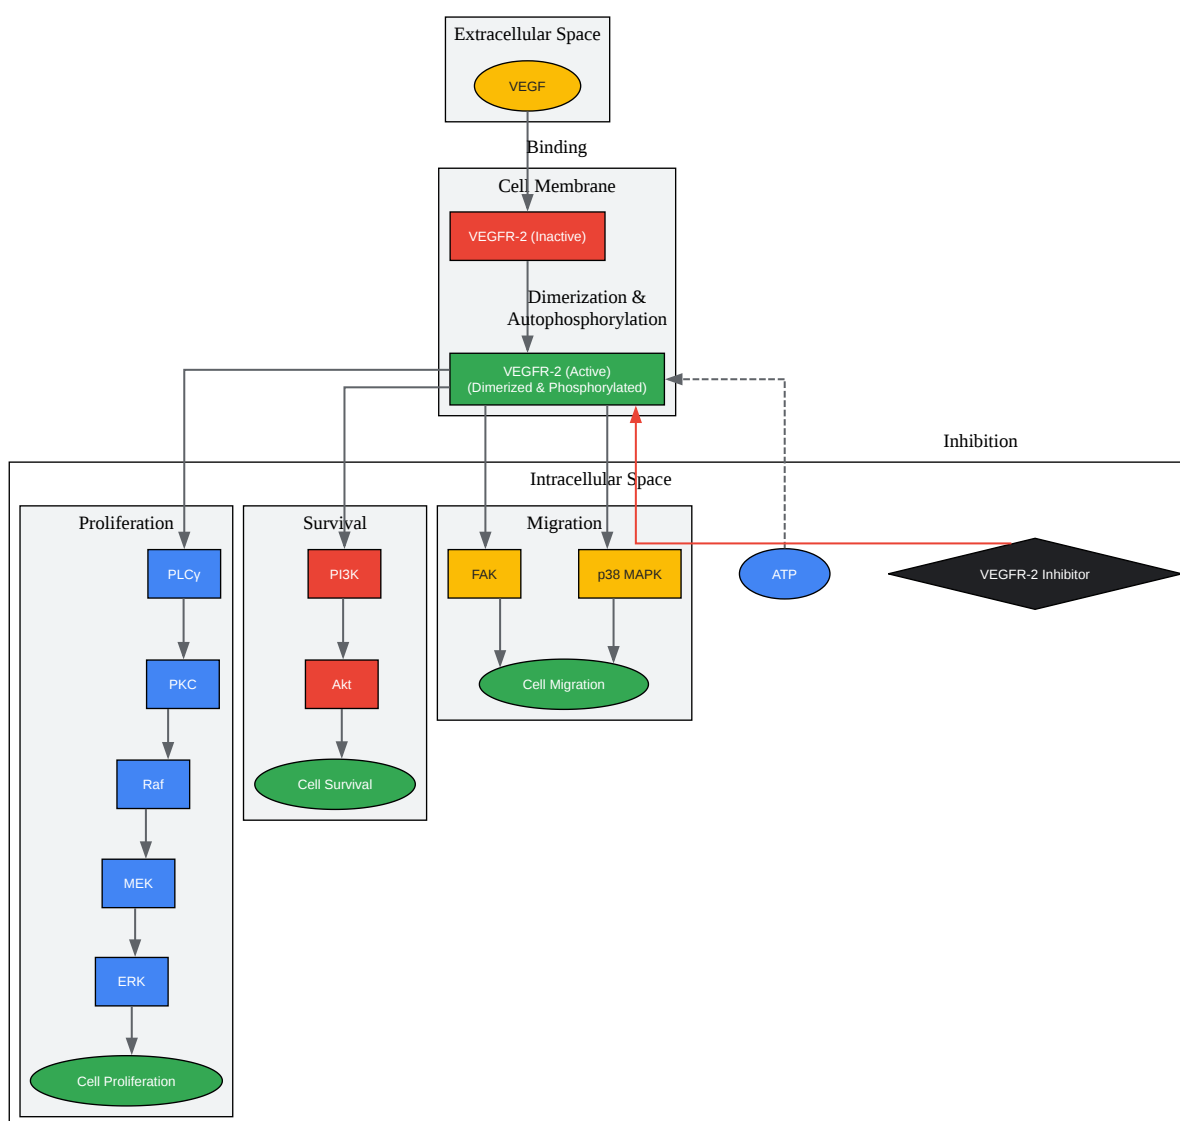 Extracellular Space
VEGF
Binding
Cell Membrane
VEGFR-2 (Inactive)
Dimerization &
Autophosphorylation
VEGFR-2 (Active)
(Dimerized & Phosphorylated)
Inhibition
Intracellular Space
Proliferation
Survival
Migration
PLCγ
PI3K
FAK
p38 MAPK
ATP
VEGFR-2 Inhibitor
PKC
Akt
Cell Migration
Raf
Cell Survival
MEK
ERK
Cell Proliferation